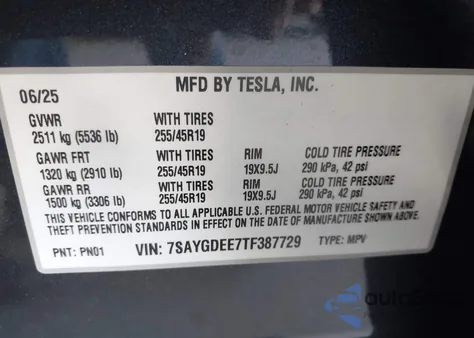 MFD BY TESLA, INC.
06/25
GVWR WITH TIRES
2511 kg (5536 lb) 255/45R19
GAWR FRT WITH TIRES RIM COLD TIRE PRESSURE
1320 kg (2910 lb) 255/45R19 19X9.5J 290 kPa, 42 psi
GAWR RR WITH TIRES RIM COLD TIRE PRESSURE
1500 kg (3306 lb) 255/45R19 19X9.5J 290 kPa, 42 psi
THIS VEHICLE CONFORMS TO ALL APPLICABLE U.S. FEDERAL MOTOR VEHICLE SAFETY AND
THEFT PREVENTION STANDARDS IN EFFECT ON THE DATE OF MANUFACTURE SHOWN ABOVE.
PNT: PN01 VIN: 7SAYGDEE7TF387729 TYPE: MPV